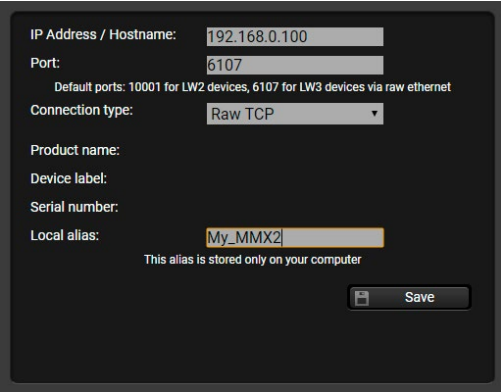 IP Address / Hostname: 192.168.0.100
Port: 6107
Default ports: 10001 for LW2 devices, 6107 for LW3 devices via raw ethernet
Connection type: Raw TCP
Product name:
Device label:
Serial number:
Local alias: My_MMX2
This alias is stored only on your computer
Save